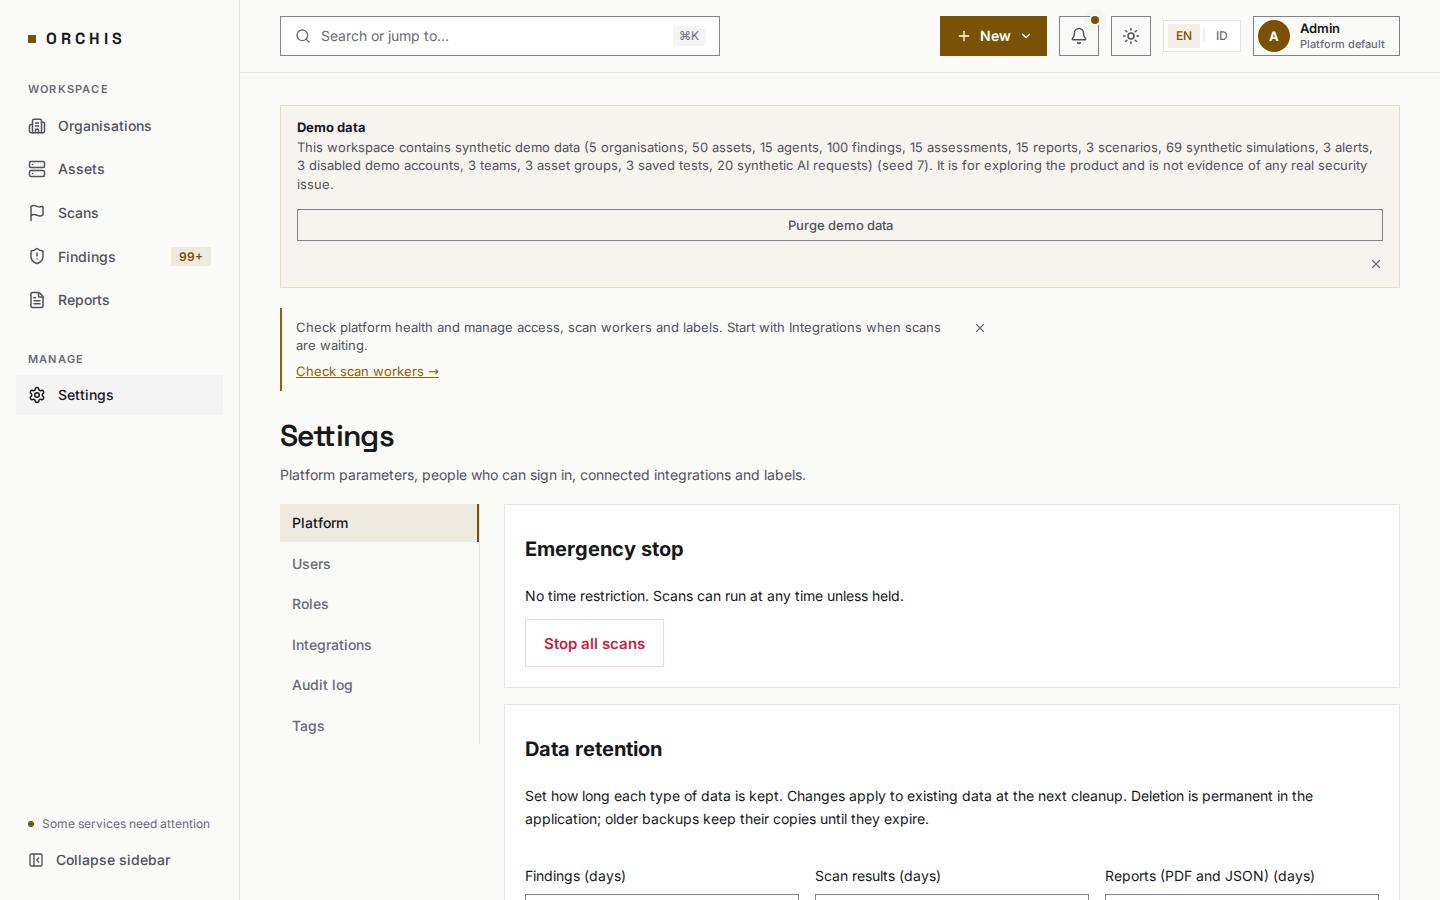 ORCHIS
Search or jump to...
⌘K
New
EN
ID
A
Admin
Platform default
WORKSPACE
Organisations
Assets
Scans
Findings
99+
Reports
MANAGE
Settings
Some services need attention
Collapse sidebar
Demo data
This workspace contains synthetic demo data (5 organisations, 50 assets, 15 agents, 100 findings, 15 assessments, 15 reports, 3 scenarios, 69 synthetic simulations, 3 alerts,
3 disabled demo accounts, 3 teams, 3 asset groups, 3 saved tests, 20 synthetic AI requests) (seed 7). It is for exploring the product and is not evidence of any real security
issue.
Purge demo data
Check platform health and manage access, scan workers and labels. Start with Integrations when scans
are waiting.
Check scan workers →
Settings
Platform parameters, people who can sign in, connected integrations and labels.
Platform
Users
Roles
Integrations
Audit log
Tags
Emergency stop
No time restriction. Scans can run at any time unless held.
Stop all scans
Data retention
Set how long each type of data is kept. Changes apply to existing data at the next cleanup. Deletion is permanent in the
application; older backups keep their copies until they expire.
Findings (days)
Scan results (days)
Reports (PDF and JSON) (days)